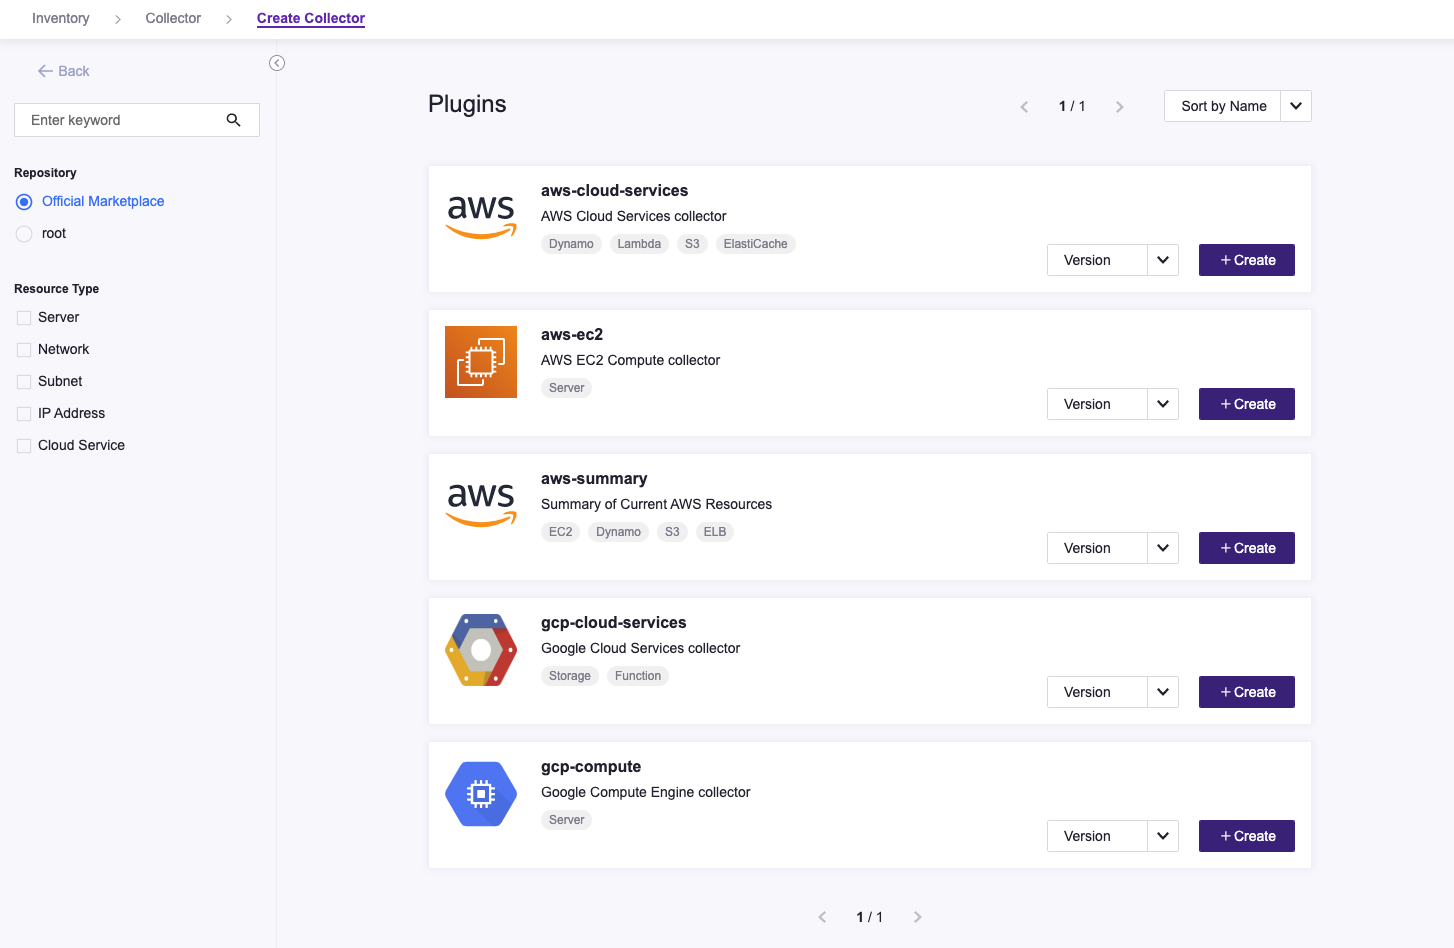 Inventory > Collector > Create Collector
← Back
Enter keyword
Repository
Official Marketplace
root
Resource Type
Server
Network
Subnet
IP Address
Cloud Service
Plugins
1 / 1
Sort by Name
aws
aws-cloud-services
AWS Cloud Services collector
Dynamo Lambda S3 ElastiCache
Version + Create
aws-ec2
AWS EC2 Compute collector
Server
Version + Create
aws
aws-summary
Summary of Current AWS Resources
EC2 Dynamo S3 ELB
Version + Create
gcp-cloud-services
Google Cloud Services collector
Storage Function
Version + Create
gcp-compute
Google Compute Engine collector
Server
Version + Create
1 / 1